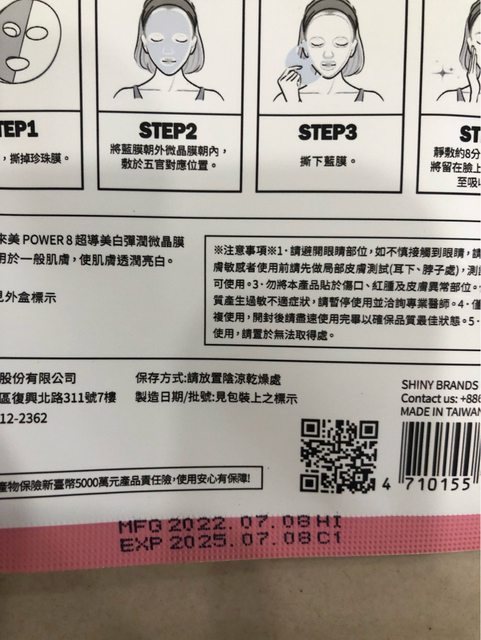 TEP1
STEP2
STEP3
ST
，撕掉珍珠膜。
將藍膜朝外微晶膜朝內，
敷於五官對應位置。
撕下藍膜。
靜敷約8分
將留在臉上
至吸收
來美 POWER 8 超導美白彈潤微晶膜
用於一般肌膚，使肌膚透潤亮白。
見外盒標示
※注意事項※1‧請避開眼睛部位，如不慎接觸到眼睛，請
膚敏感者使用前請先做局部皮膚測試(耳下、脖子處)，測試
可使用。3‧勿將本產品貼於傷口、紅腫及皮膚異常部位。
質產生過敏不適症狀，請暫停使用並洽詢專業醫師。4‧僅
複使用，開封後請盡速使用完畢以確保品質最佳狀態。5‧
使用，請置於無法取得處。
股份有限公司
區復興北路311號7樓
12-2362
保存方式:請放置陰涼乾燥處
製造日期/批號:見包裝上之標示
SHINY BRANDS
Contact us: +886
MADE IN TAIWAN
產物保險新臺幣5000萬元產品責任險，使用安心有保障!
4 710155
MFG 2022.07.08 HI
EXP 2025.07.08 C1